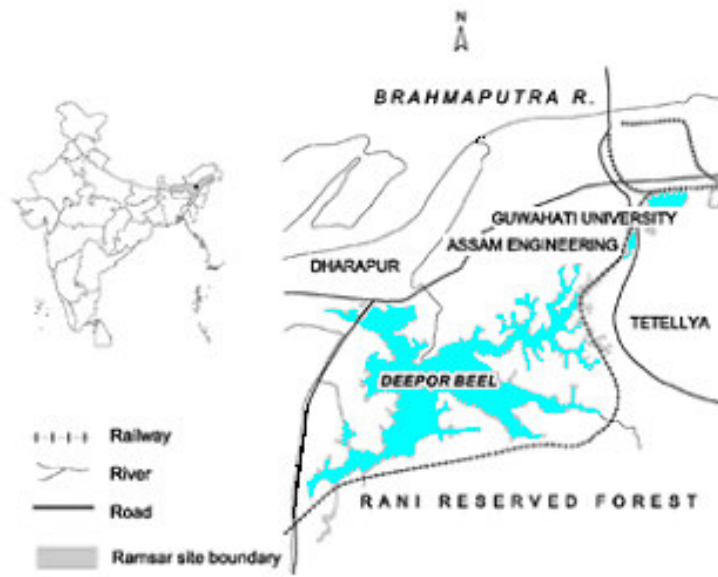 N
BRAHMAPUTRA R.
GUWAHATI UNIVERSITY
ASSAM ENGINEERING
DHARAPUR
TETELLYA
DEEPOR BEEL
Railway
River
Road
RANI RESERVED FOREST
Ramsar site boundary